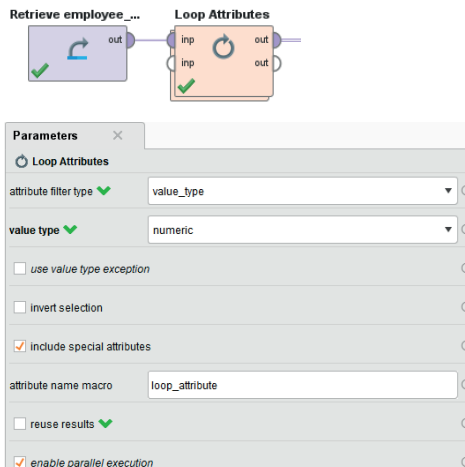 Retrieve employee_... Loop Attributes
out inp out
inp out
Parameters
Loop Attributes
attribute filter type value_type
value type numeric
use value type exception
invert selection
include special attributes
attribute name macro loop_attribute
reuse results
enable parallel execution